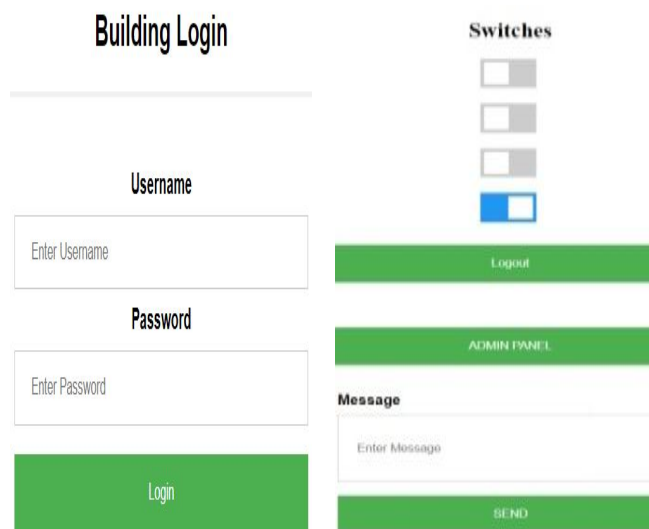 Building Login
Username
Enter Username
Password
Enter Password
Login
Switches
Logout
ADMIN PANEL
Message
Enter Message
SEND